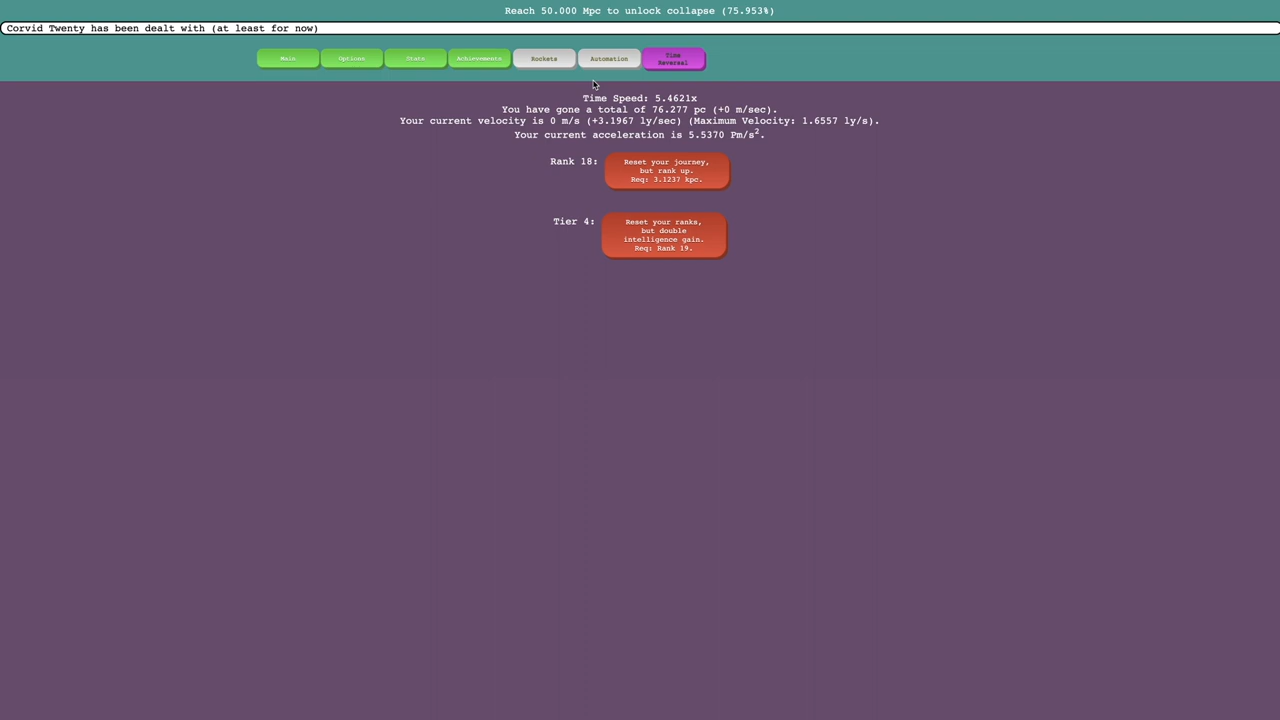 Reach 50.000 Mpc to unlock collapse (75.953%)
Corvid Twenty has been dealt with (at least for now)
Main
Options
Stats
Achievements
Rockets
Automation
Time
Reversal
Time Speed: 5.4621x
You have gone a total of 76.277 pc (+0 m/sec).
Your current velocity is 0 m/s (+3.1967 ly/sec) (Maximum Velocity: 1.6557 ly/s).
Your current acceleration is 5.5370 Pm/s².
Rank 18:
Reset your journey,
but rank up.
Req: 3.1237 kpc.
Tier 4:
Reset your ranks,
but double
intelligence gain.
Req: Rank 19.